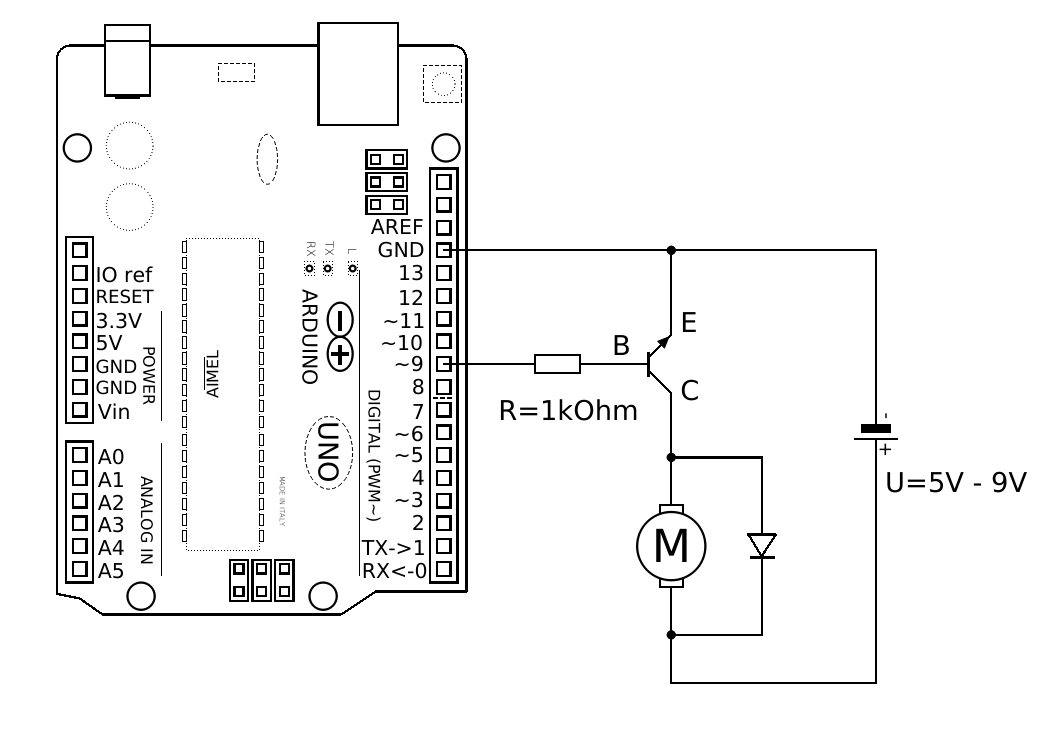 AREF
GND
13
12
~11
~10
~9
8
7
~6
~5
4
~3
2
TX->1
RX<-0
IO ref
RESET
3.3V
5V
GND
GND
Vin
POWER
A0
A1
A2
A3
A4
A5
ANALOG IN
AIMEL
RX
TX
L
ARDUINO
UNO
DIGITAL (PWM~)
MADE IN ITALY
E
B
C
R=1kOhm
M
-
+
U=5V - 9V